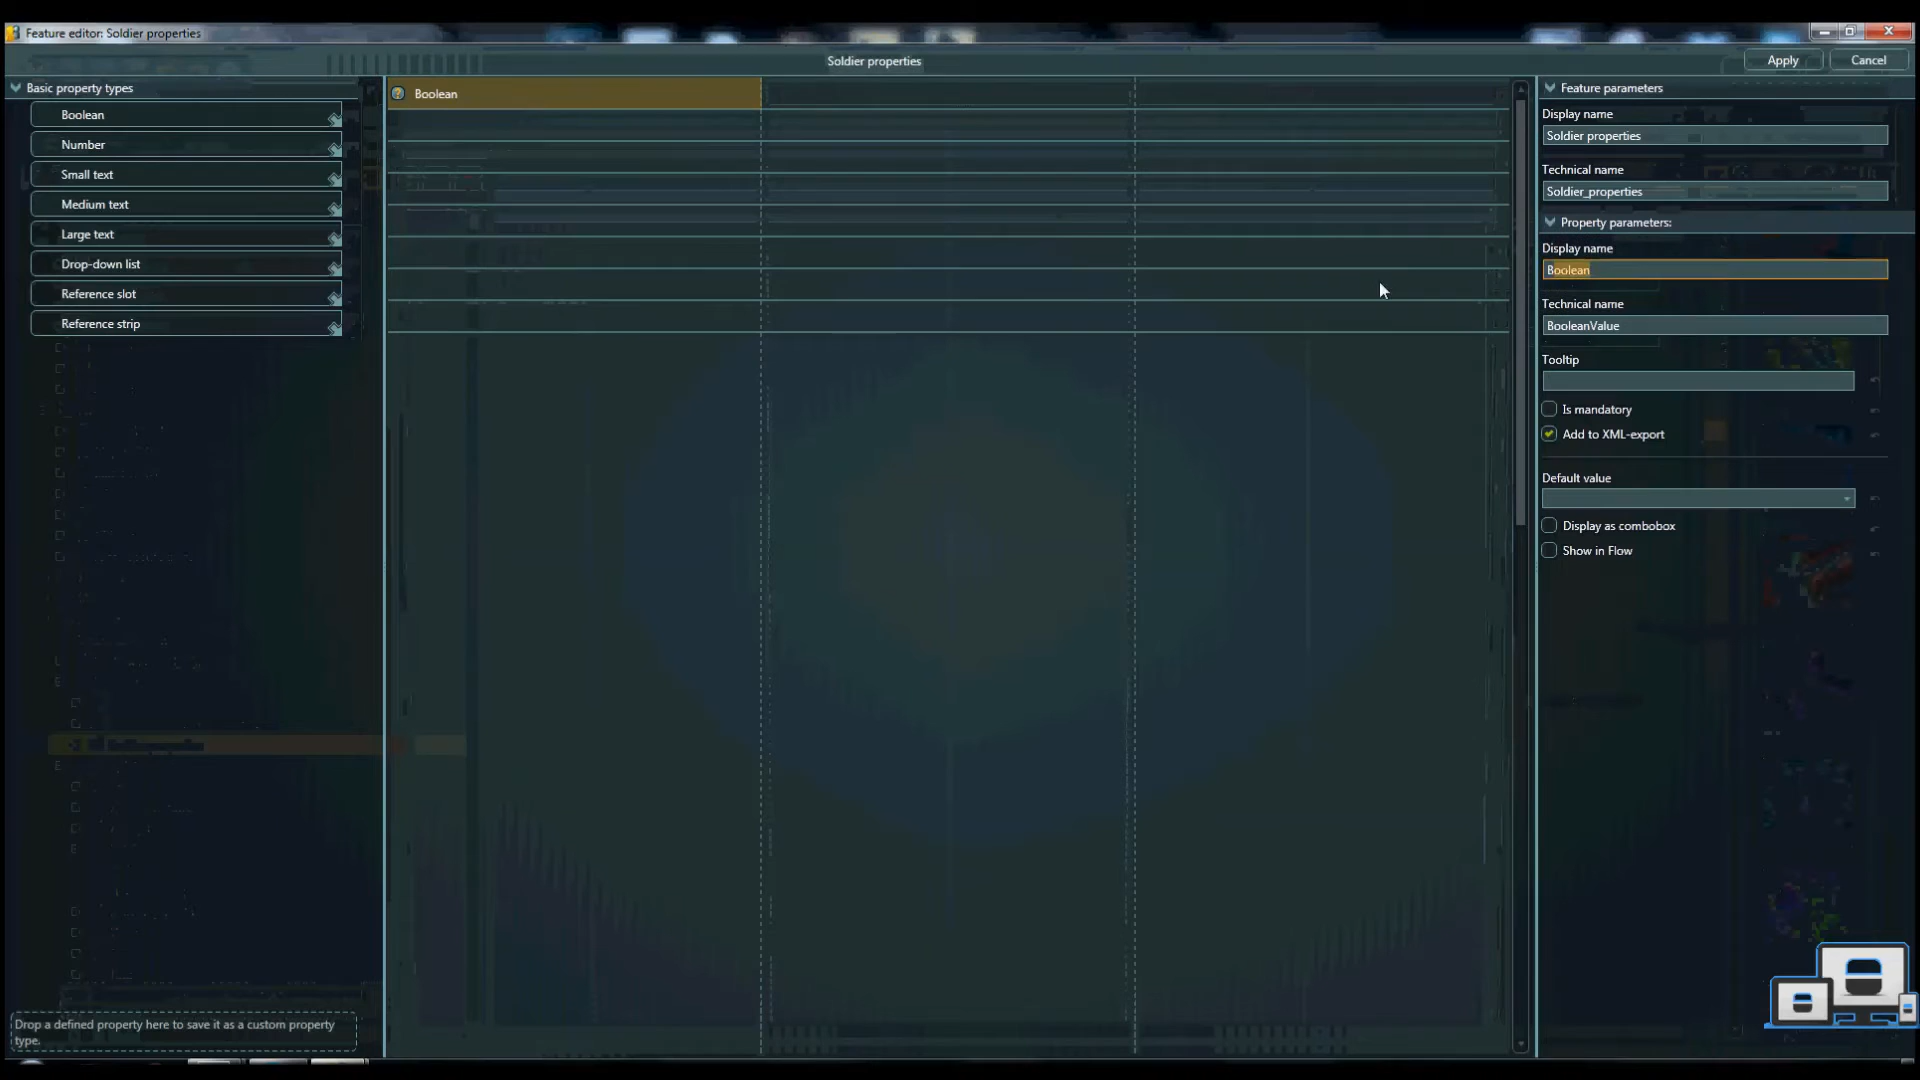 Feature editor: Soldier properties
Soldier properties
Apply
Cancel
Basic property types
Boolean
Number
Small text
Medium text
Large text
Drop-down list
Reference slot
Reference strip
Drop a defined property here to save it as a custom property
type.
Boolean
Feature parameters
Display name
Soldier properties
Technical name
Soldier_properties
Property parameters:
Display name
Boolean
Technical name
BooleanValue
Tooltip
Is mandatory
Add to XML-export
Default value
Display as combobox
Show in Flow